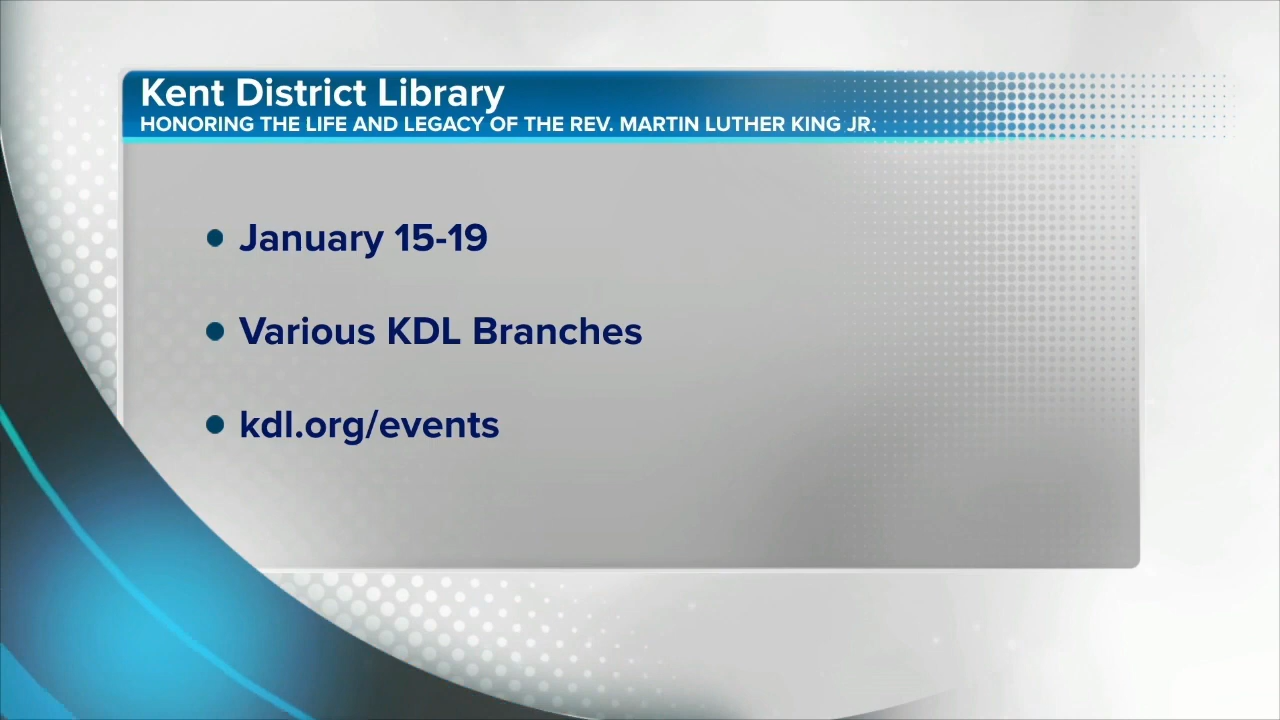 Kent District Library
HONORING THE LIFE AND LEGACY OF THE REV. MARTIN LUTHER KING JR.
• January 15-19
• Various KDL Branches
• kdl.org/events